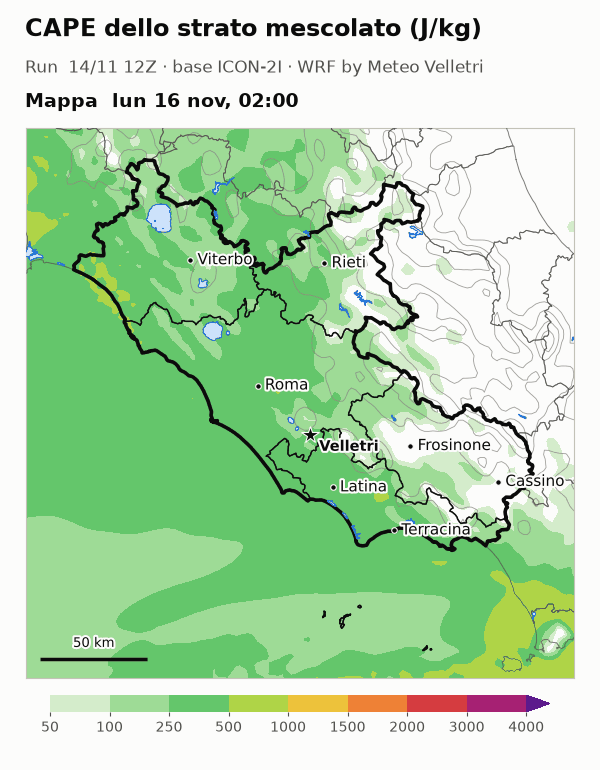 CAPE dello strato mescolato (J/kg)
Run  14/11 12Z · base ICON-2I · WRF by Meteo Velletri
Mappa  lun 16 nov, 02:00
Viterbo
Rieti
Roma
Velletri
Frosinone
Cassino
Latina
Terracina
50 km
50 100 250 500 1000 1500 2000 3000 4000